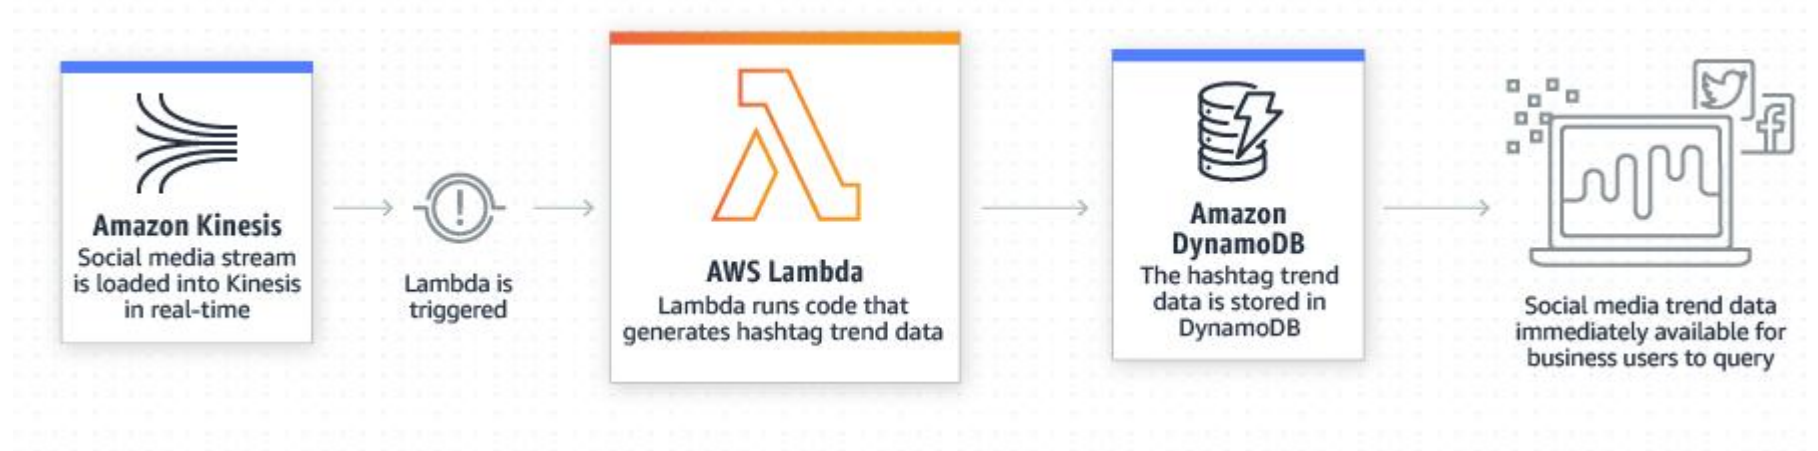 Amazon Kinesis
Social media stream
is loaded into Kinesis
in real-time
Lambda is
triggered
AWS Lambda
Lambda runs code that
generates hashtag trend data
Amazon
DynamoDB
The hashtag trend
data is stored in
DynamoDB
Social media trend data
immediately available for
business users to query